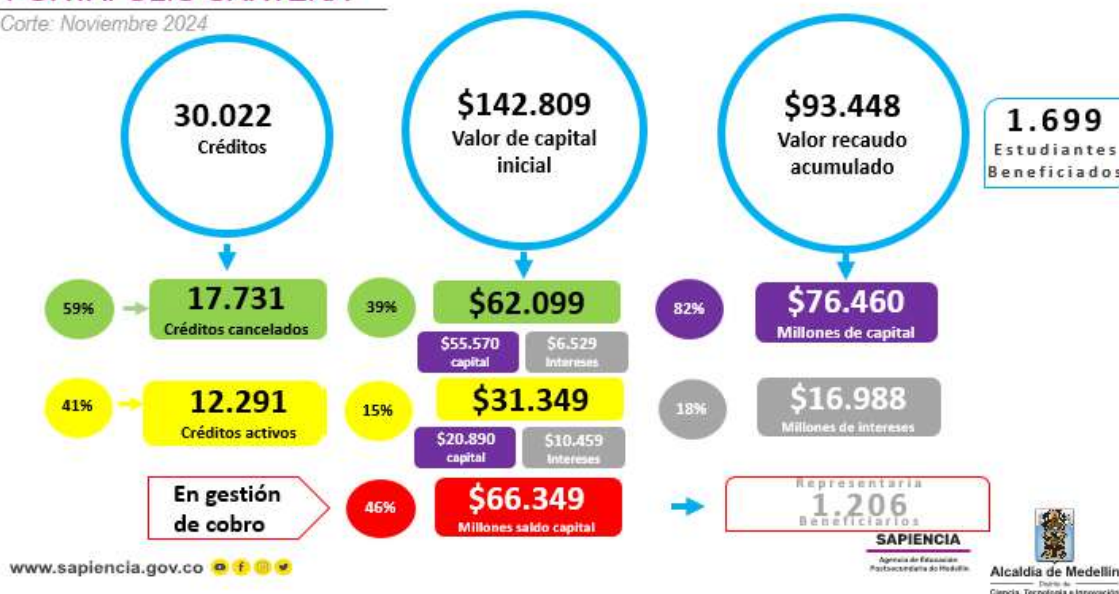 Corte: Noviembre 2024
30.022
Créditos
$142.809
Valor de capital
inicial
$93.448
Valor recaudo
acumulado
1.699
Estudiantes
Beneficiados
59%
17.731
Créditos cancelados
39%
$62.099
$55.570
capital
$6.529
Intereses
82%
$76.460
Millones de capital
41%
12.291
Créditos activos
15%
$31.349
$20.890
capital
$10.459
Intereses
18%
$16.988
Millones de intereses
En gestión
de cobro
46%
$66.349
Millones saldo capital
Representaria
1.206
Beneficiarios
SAPIENCIA
Agencia de Educación
Postsecundaria de Medellín
www.sapiencia.gov.co
Alcaldía de Medellín
Distrito de
Ciencia, Tecnología e Innovación